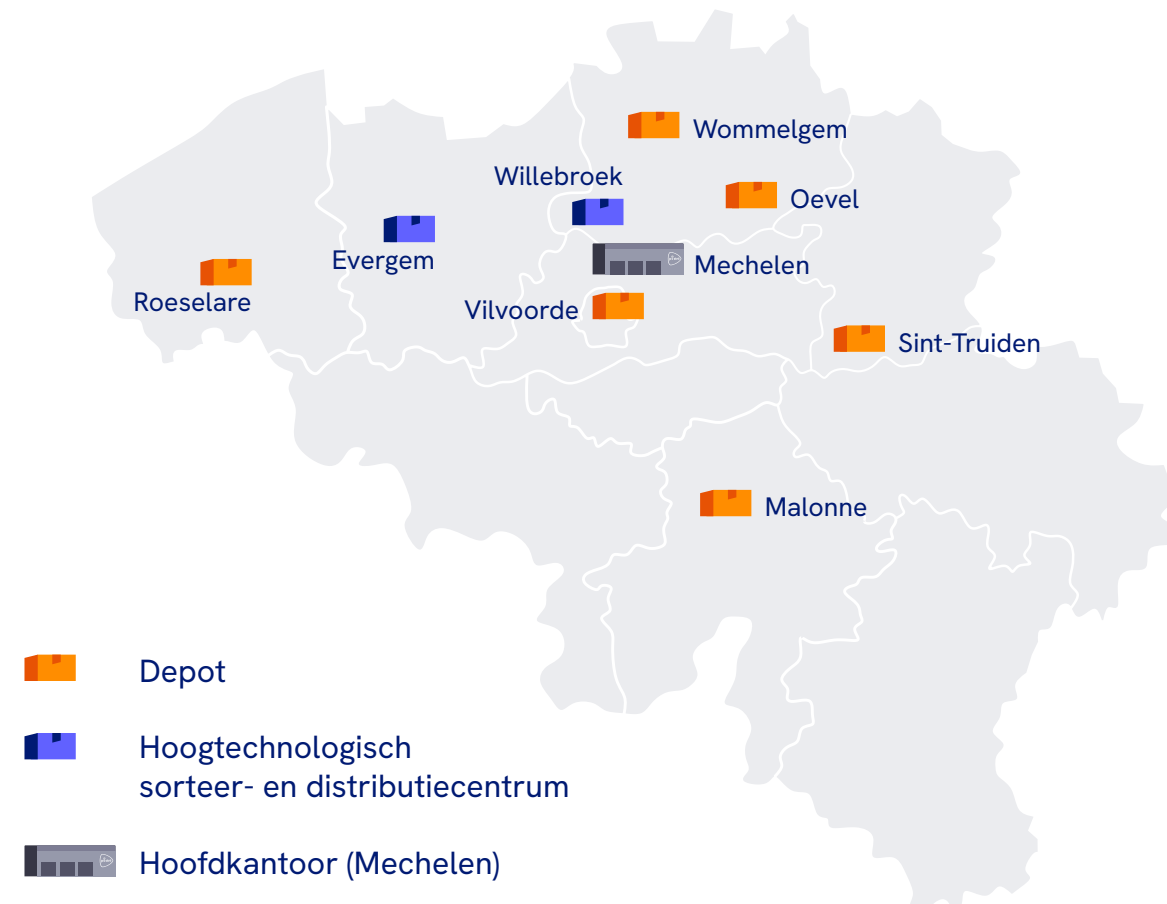 Wommelgem
Willebroek
Oevel
Evergem
Mechelen
Roeselare
Vilvoorde
Sint-Truiden
Malonne
Depot
Hoogtechnologisch
sorteer- en distributiecentrum
Hoofdkantoor (Mechelen)